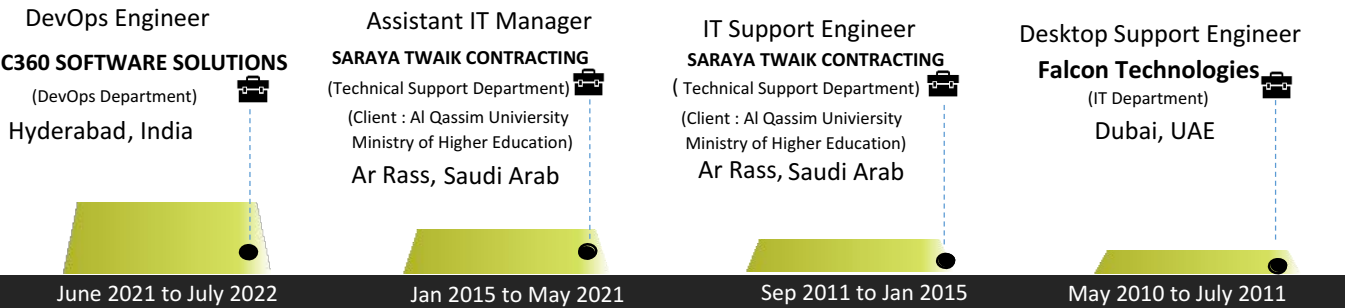 DevOps Engineer
C360 SOFTWARE SOLUTIONS
(DevOps Department)
Hyderabad, India
June 2021 to July 2022
Assistant IT Manager
SARAYA TWAIK CONTRACTING
(Technical Support Department)
(Client : Al Qassim Univiersity
Ministry of Higher Education)
Ar Rass, Saudi Arab
Jan 2015 to May 2021
IT Support Engineer
SARAYA TWAIK CONTRACTING
( Technical Support Department)
(Client : Al Qassim Univiersity
Ministry of Higher Education)
Ar Rass, Saudi Arab
Sep 2011 to Jan 2015
Desktop Support Engineer
Falcon Technologies
(IT Department)
Dubai, UAE
May 2010 to July 2011